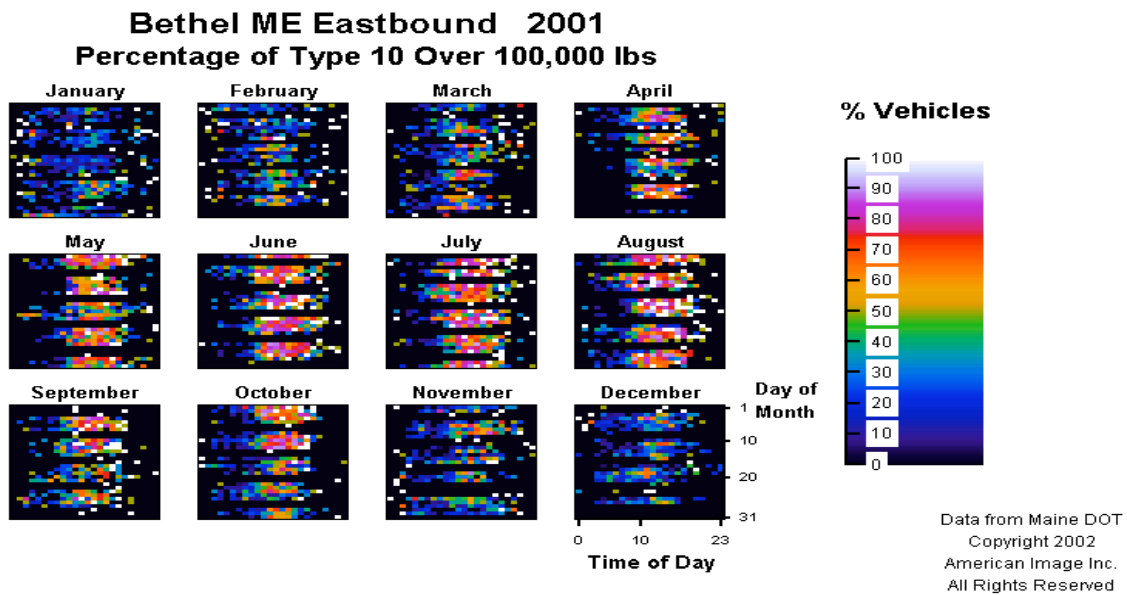 Bethel ME Eastbound 2001
Percentage of Type 10 Over 100,000 lbs
January February March April
May June July August
September October November December
Day of
Month
1
10
20
31
0 10 23
Time of Day
% Vehicles
100
90
80
70
60
50
40
30
20
10
0
Data from Maine DOT
Copyright 2002
American Image Inc.
All Rights Reserved